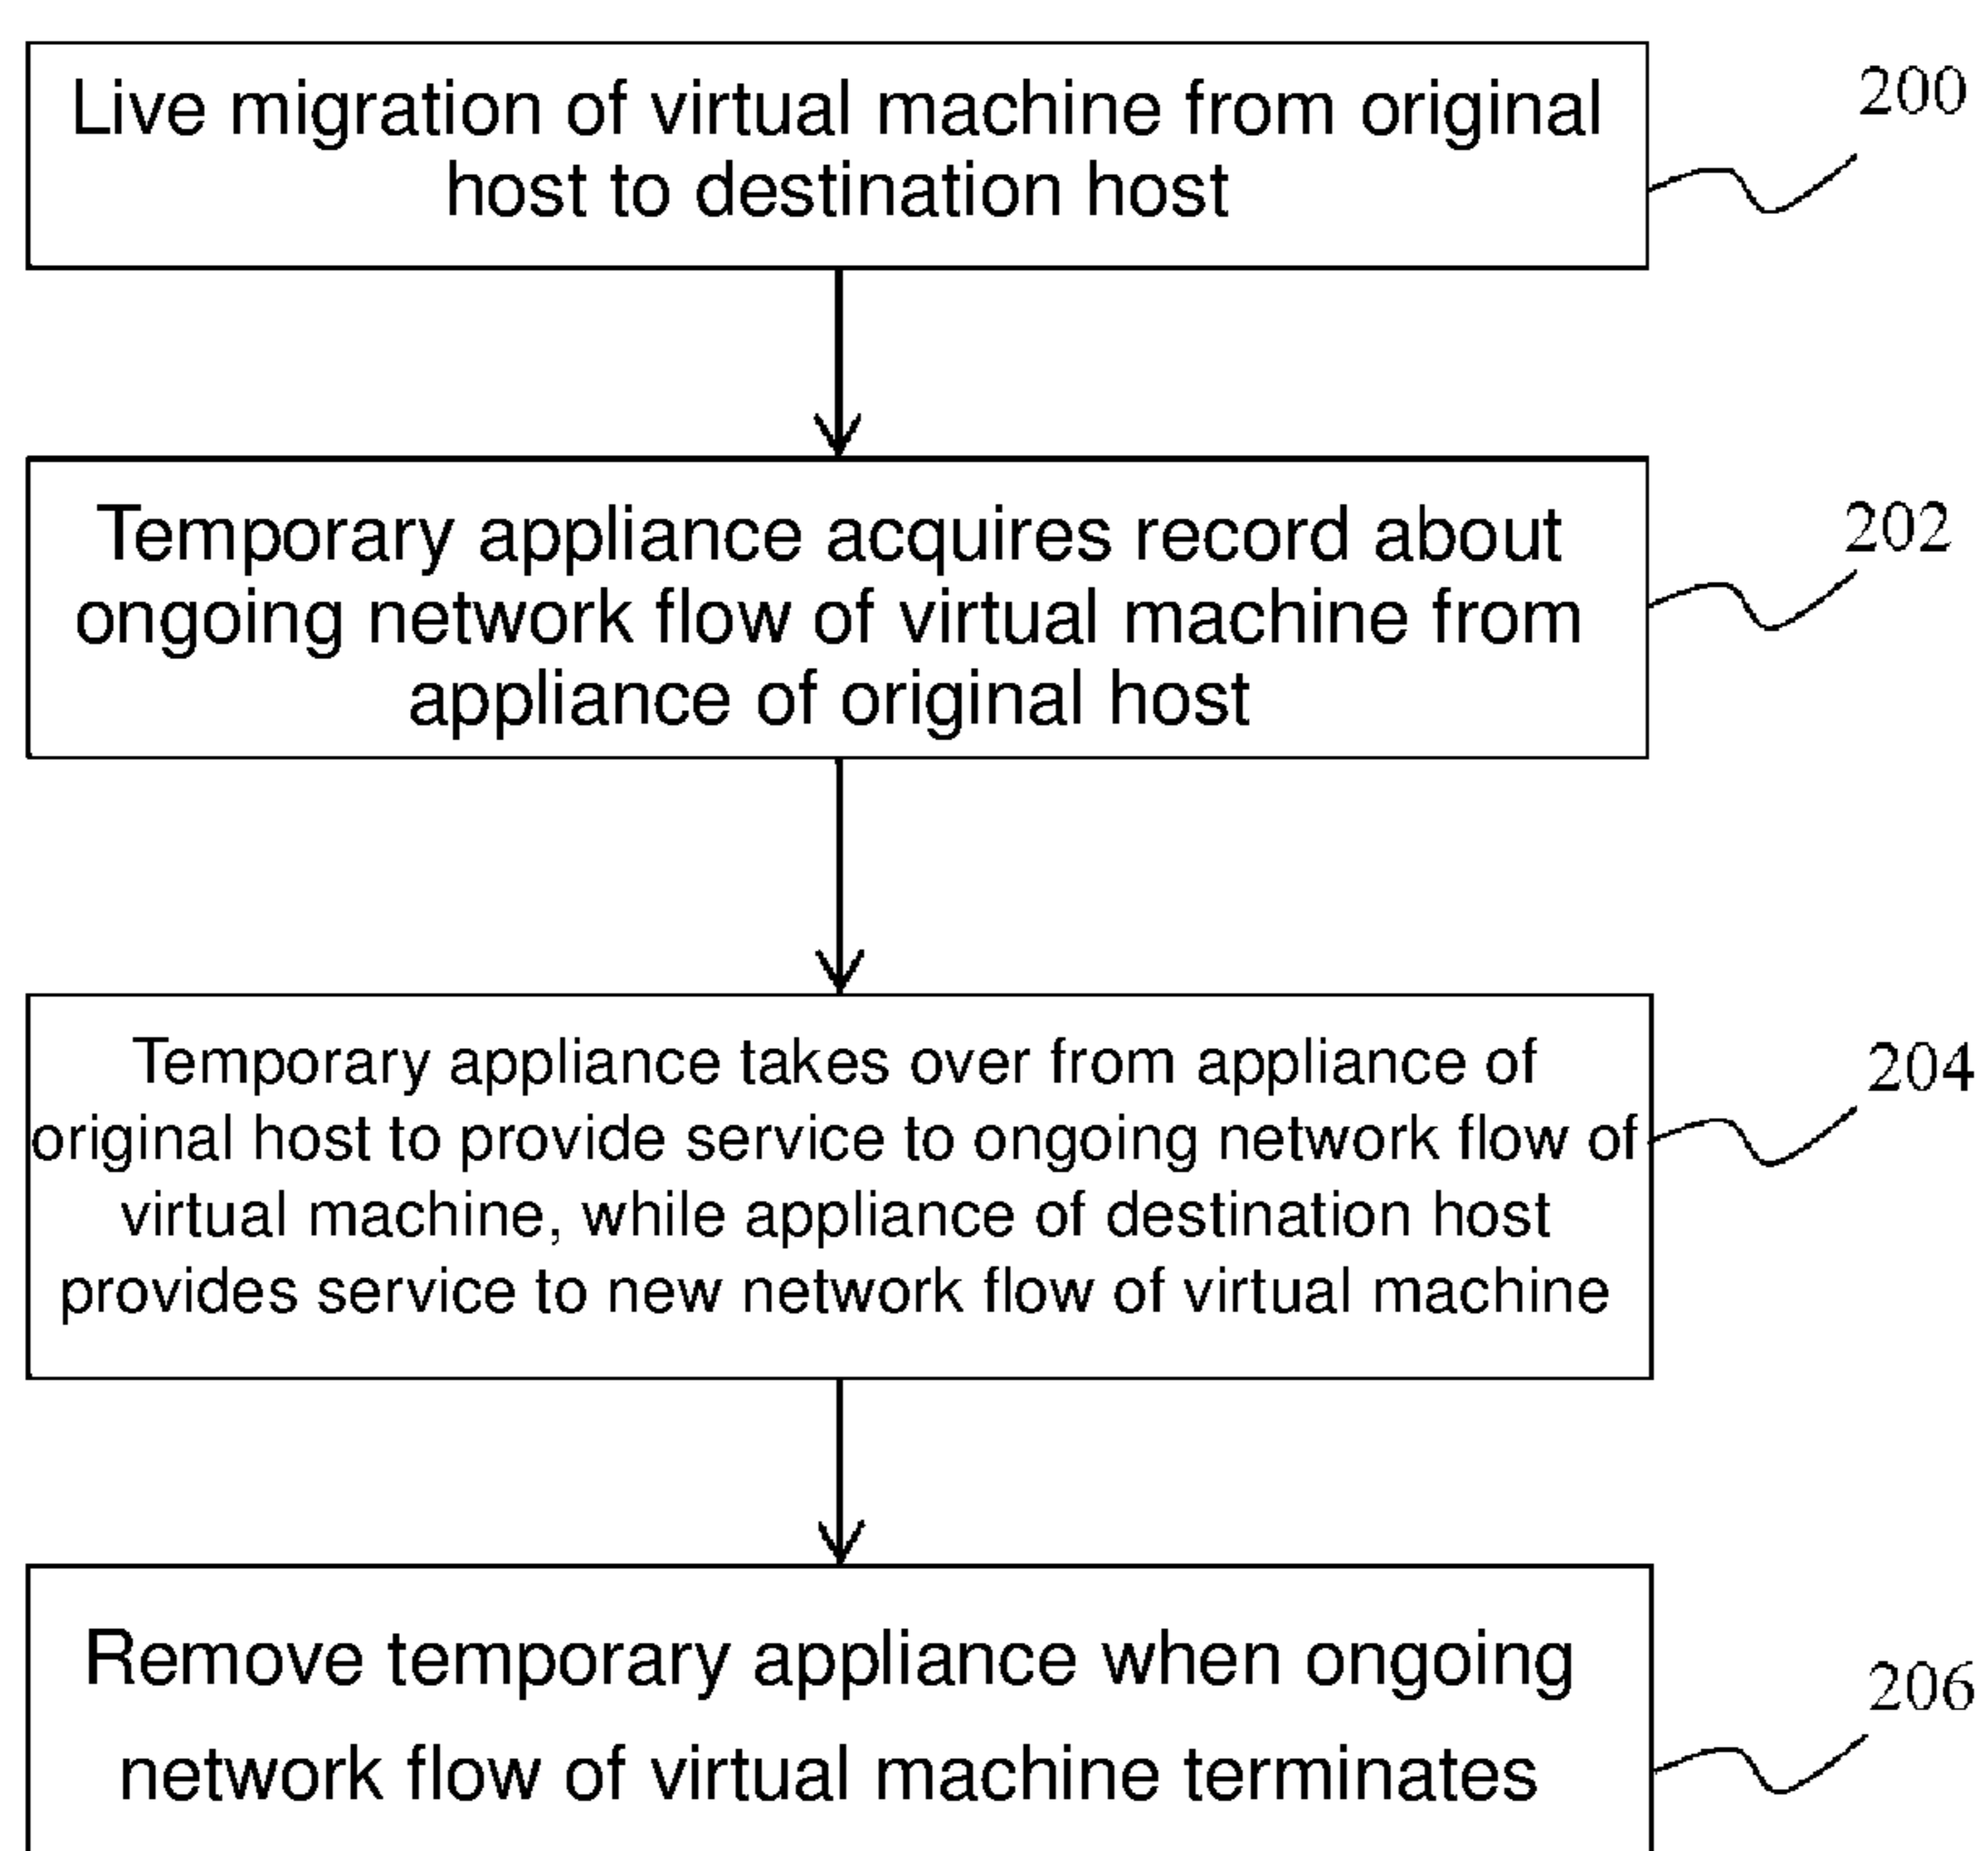 Live migration of virtual machine from original
host to destination host
200
Temporary appliance acquires record about
ongoing network flow of virtual machine from
appliance of original host
202
Temporary appliance takes over from appliance of
original host to provide service to ongoing network flow of
virtual machine, while appliance of destination host
provides service to new network flow of virtual machine
204
Remove temporary appliance when ongoing
network flow of virtual machine terminates
206